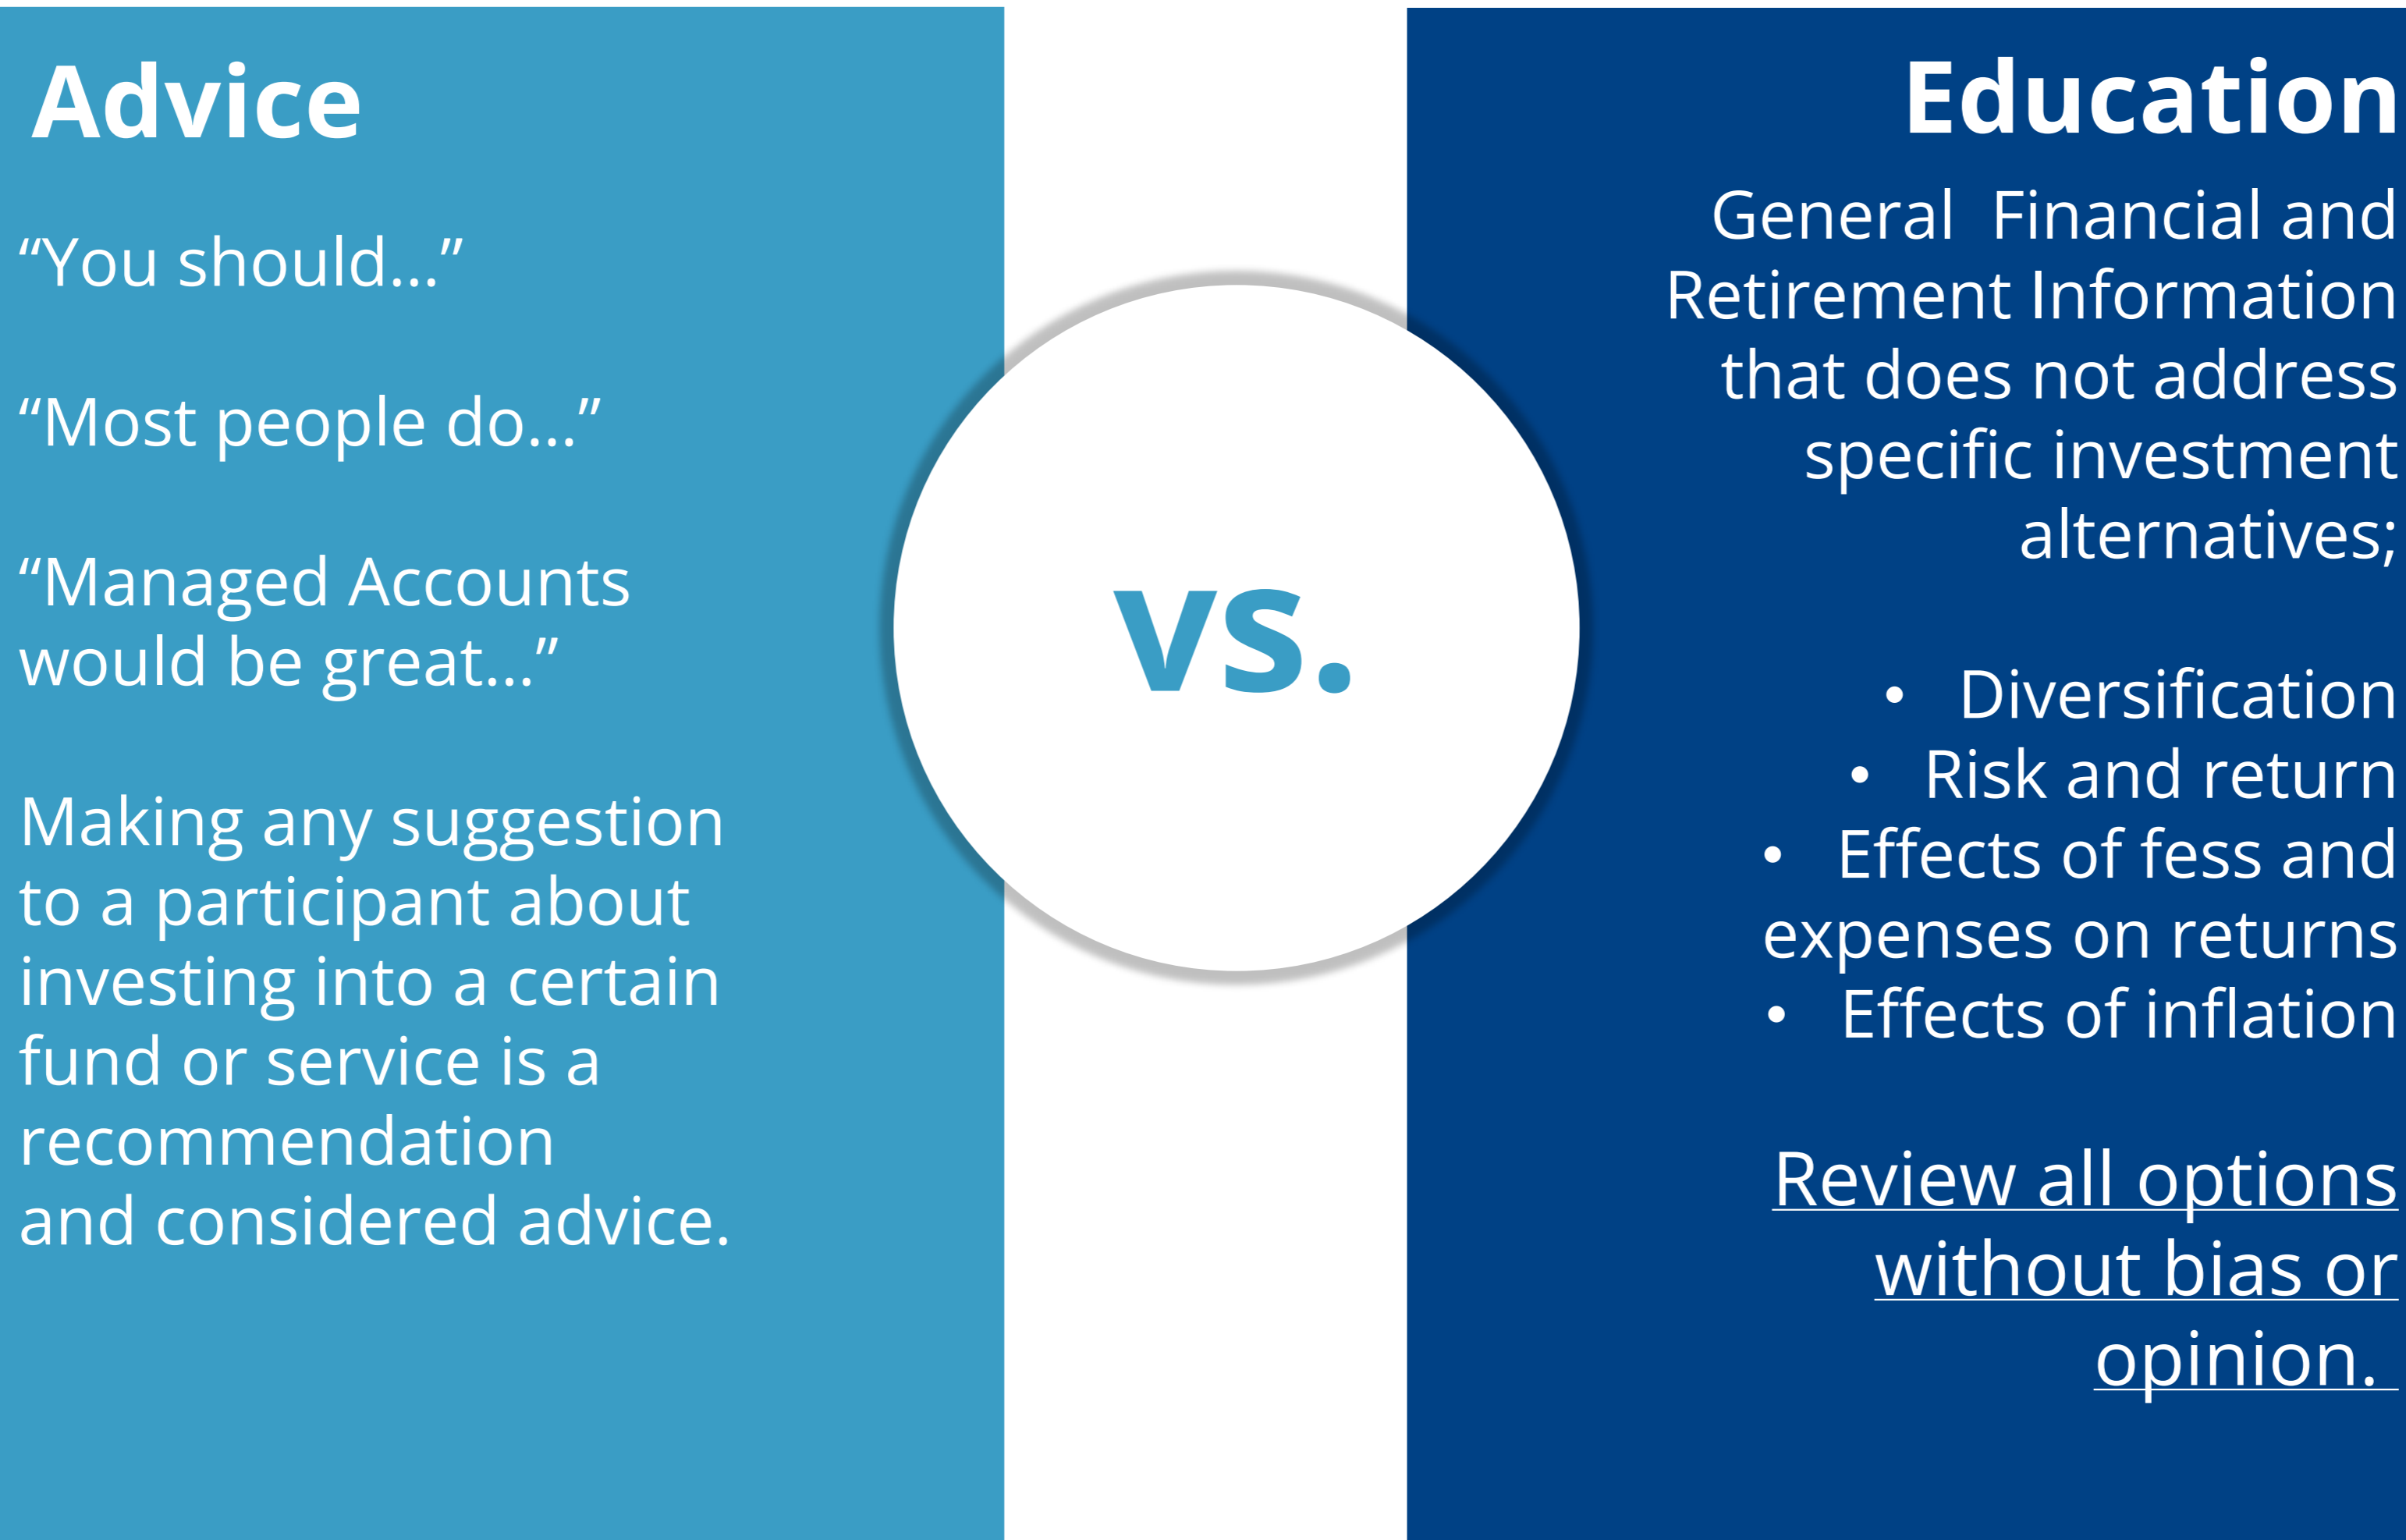 Advice
“You should...”
“Most people do...”
“Managed Accounts
would be great...”
Making any suggestion
to a participant about
investing into a certain
fund or service is a
recommendation
and considered advice.
vs.
Education
General  Financial and
Retirement Information
that does not address
specific investment
alternatives;
• Diversification
• Risk and return
• Effects of fess and
expenses on returns
• Effects of inflation
Review all options
without bias or
opinion.